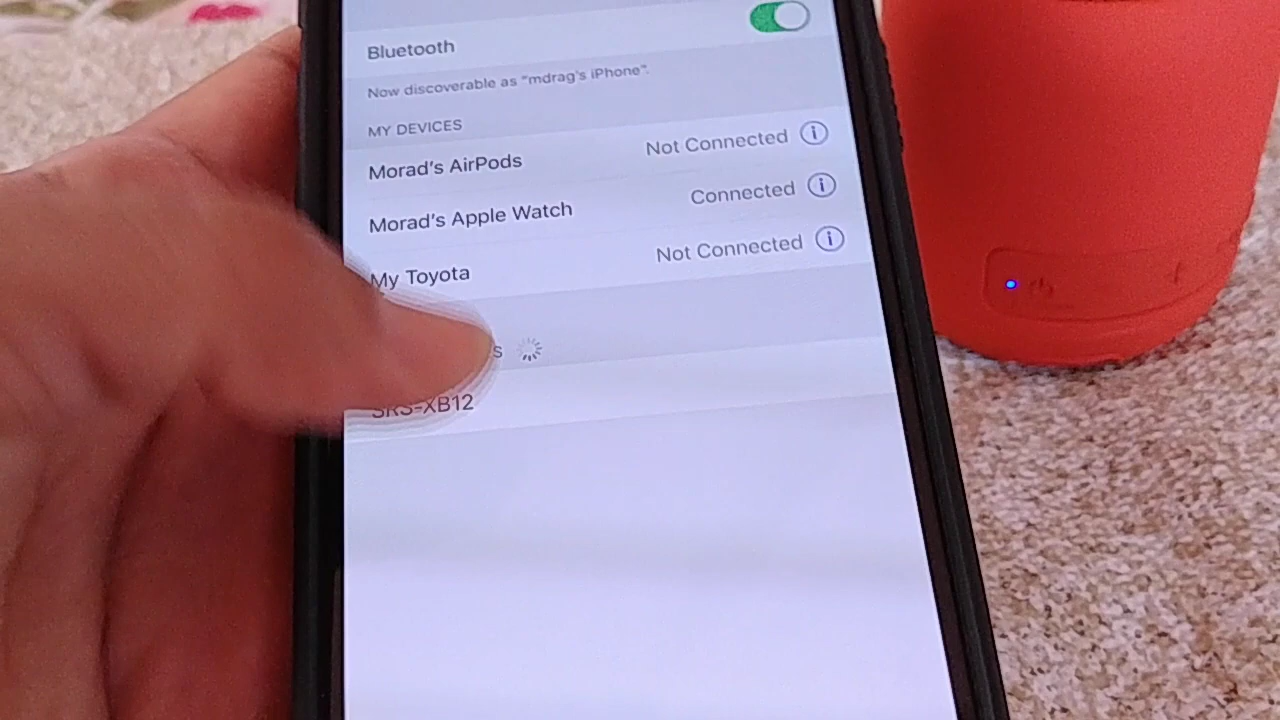 Bluetooth
Now discoverable as “mdrag’s iPhone”.
MY DEVICES
Morad’s AirPods Not Connected
Morad’s Apple Watch Connected
My Toyota Not Connected
SRS-XB12